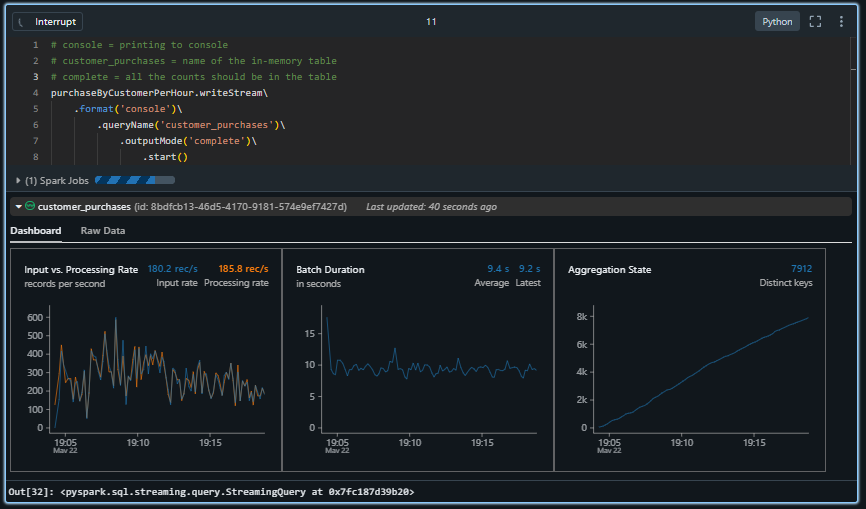 Interrupt
11
Python
1 # console = printing to console
2 # customer_purchases = name of the in-memory table
3 # complete = all the counts should be in the table
4 purchaseByCustomerPerHour.writeStream\
5 .format('console')\
6 .queryName('customer_purchases')\
7 .outputMode('complete')\
8 .start()
(1) Spark Jobs
customer_purchases (id: 8bdfcb13-46d5-4170-9181-574e9ef7427d) Last updated: 40 seconds ago
Dashboard Raw Data
Input vs. Processing Rate 180.2 rec/s 185.8 rec/s
records per second Input rate Processing rate
600
500
400
300
200
100
0
19:05 19:10 19:15
May 22
Batch Duration 9.4 s 9.2 s
in seconds Average Latest
15
10
5
0
19:05 19:10 19:15
May 22
Aggregation State 7912
Distinct keys
8k
6k
4k
2k
0
19:05 19:10 19:15
May 22
Out[32]: <pyspark.sql.streaming.query.StreamingQuery at 0x7fc187d39b20>